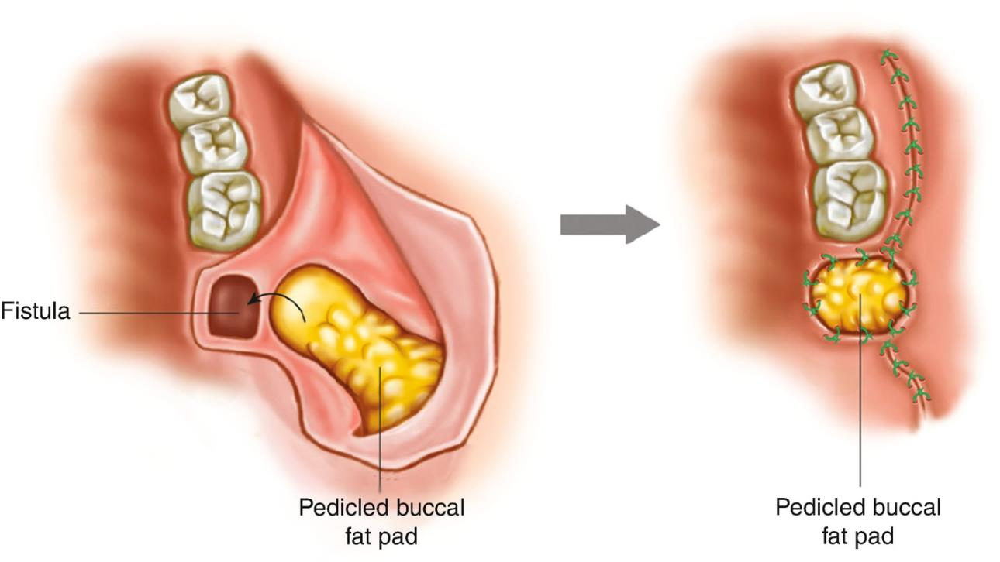 Fistula
Pedicled buccal
fat pad
Pedicled buccal
fat pad